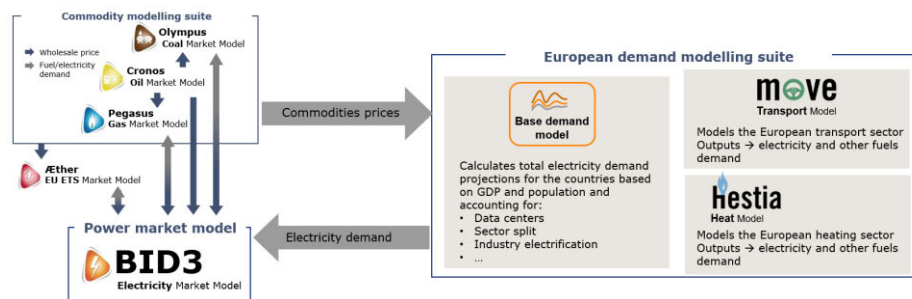 Commodity modelling suite
Olympus
Coal Market Model
Wholesale price
Fuel/electricity
demand
Cronos
Oil Market Model
Pegasus
Gas Market Model
Æther
EU ETS Market Model
Power market model
BID3
Electricity Market Model
Commodities prices
Electricity demand
European demand modelling suite
Base demand
model
Calculates total electricity demand
projections for the countries based
on GDP and population and
accounting for:
• Data centers
• Sector split
• Industry electrification
• ...
move
Transport Model
Models the European transport sector
Outputs → electricity and other fuels
demand
hestia
Heat Model
Models the European heating sector
Outputs → electricity and other fuels
demand